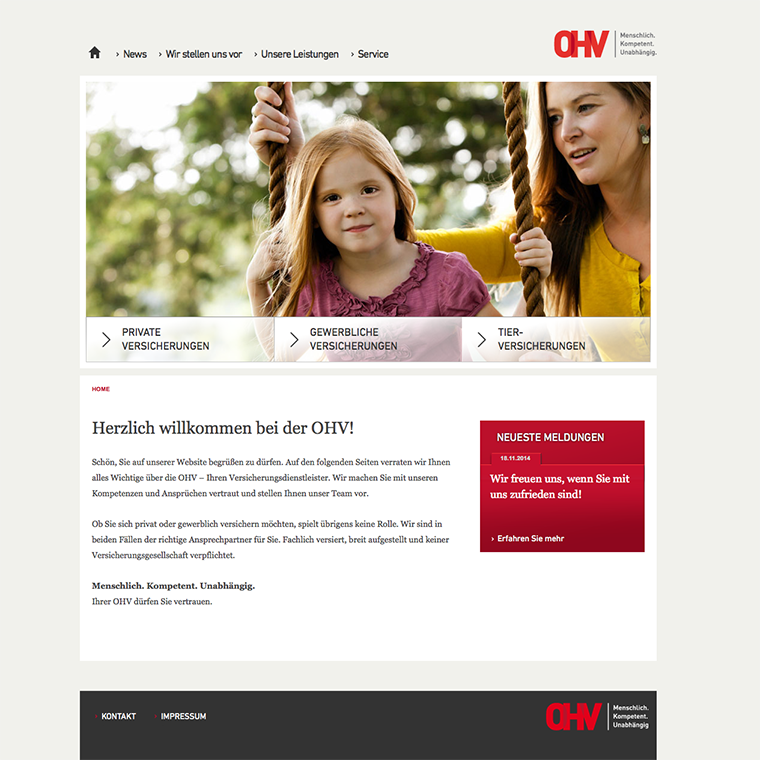 News
Wir stellen uns vor
Unsere Leistungen
Service
OHV
Menschlich.
Kompetent.
Unabhängig.
PRIVATE
VERSICHERUNGEN
GEWERBLICHE
VERSICHERUNGEN
TIER-
VERSICHERUNGEN
HOME
Herzlich willkommen bei der OHV!
Schön, Sie auf unserer Website begrüßen zu dürfen. Auf den folgenden Seiten verraten wir Ihnen
alles Wichtige über die OHV – Ihren Versicherungsdienstleister. Wir machen Sie mit unseren
Kompetenzen und Ansprüchen vertraut und stellen Ihnen unser Team vor.
Ob Sie sich privat oder gewerblich versichern möchten, spielt übrigens keine Rolle. Wir sind in
beiden Fällen der richtige Ansprechpartner für Sie. Fachlich versiert, breit aufgestellt und keiner
Versicherungsgesellschaft verpflichtet.
Menschlich. Kompetent. Unabhängig.
Ihrer OHV dürfen Sie vertrauen.
NEUESTE MELDUNGEN
18.11.2014
Wir freuen uns, wenn Sie mit
uns zufrieden sind!
Erfahren Sie mehr
KONTAKT
IMPRESSUM
OHV
Menschlich.
Kompetent.
Unabhängig